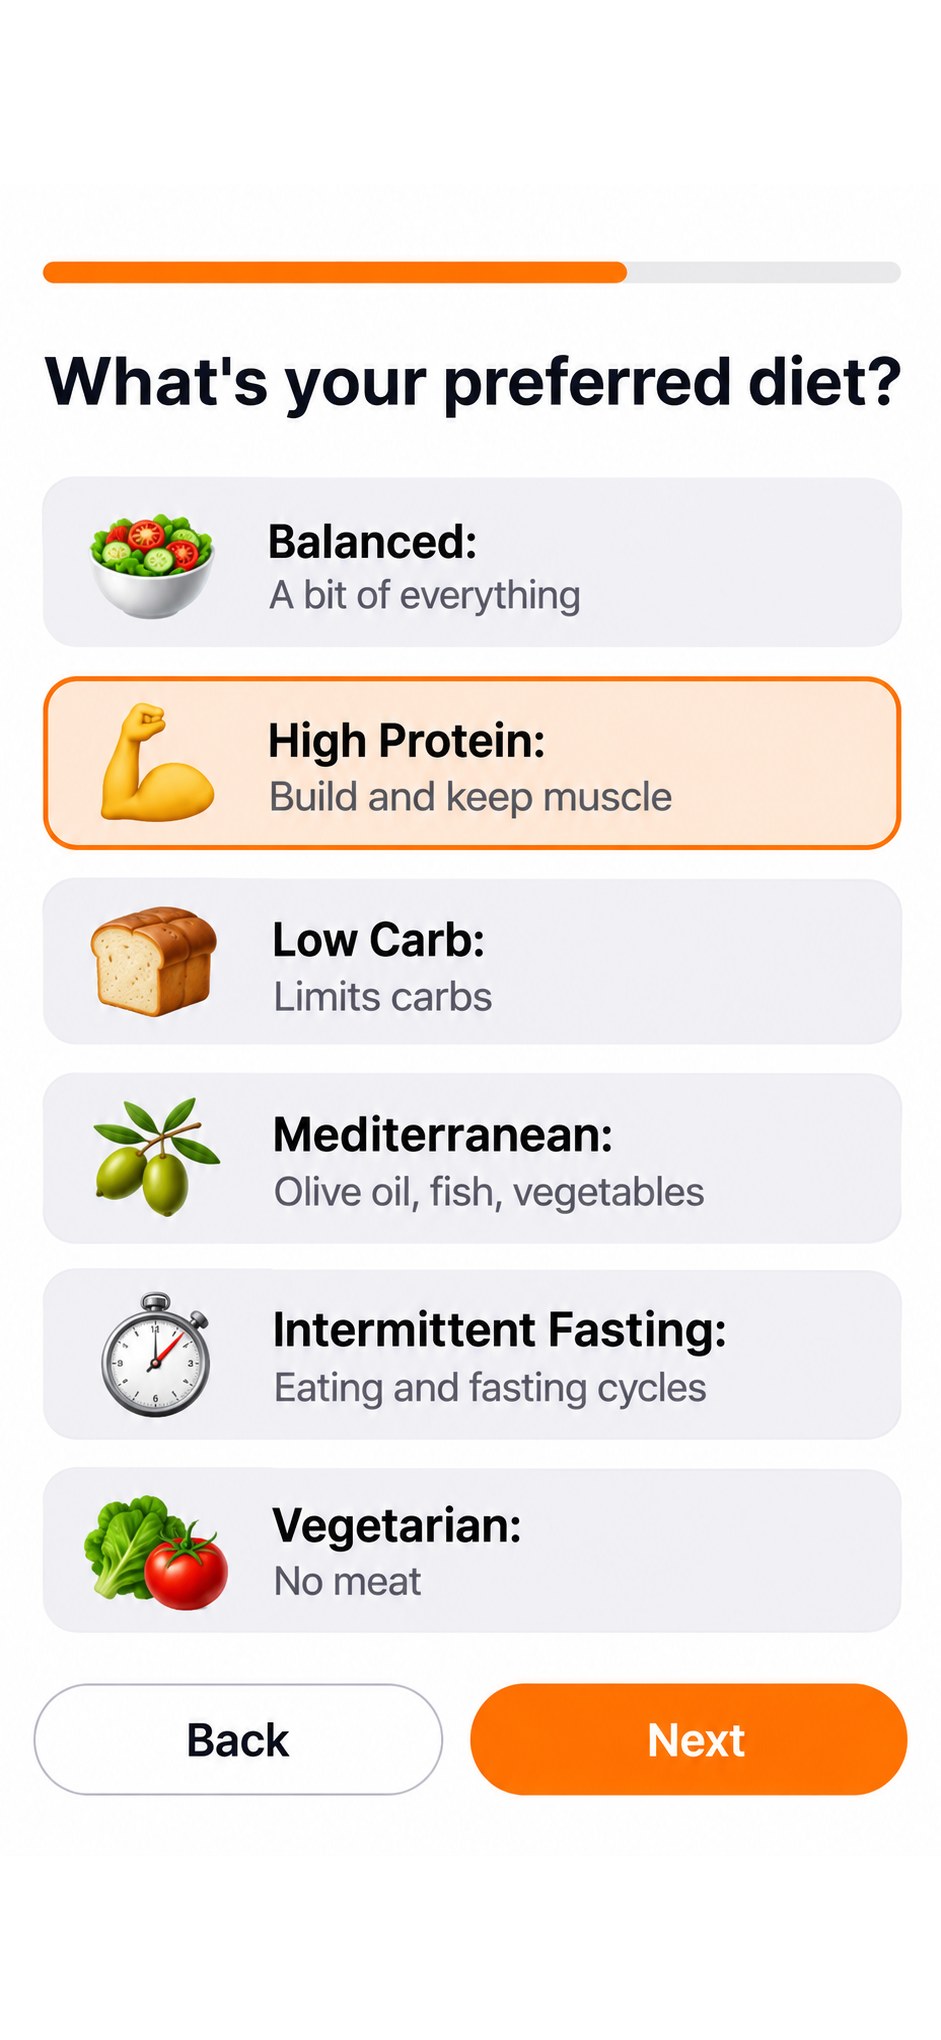 What's your preferred diet?
Balanced:
A bit of everything
High Protein:
Build and keep muscle
Low Carb:
Limits carbs
Mediterranean:
Olive oil, fish, vegetables
Intermittent Fasting:
Eating and fasting cycles
Vegetarian:
No meat
Back
Next